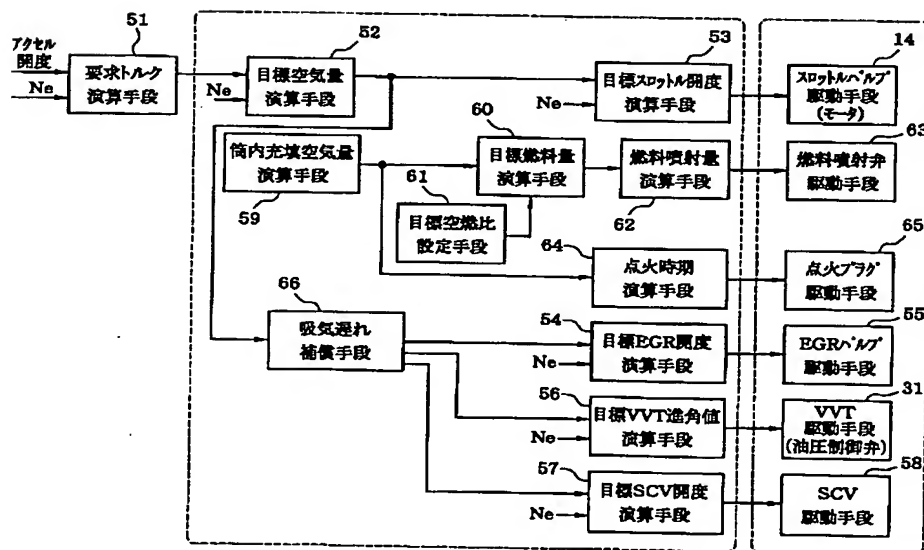 51
アクセル
開度
Ne
要求トルク
演算手段
52
Ne
目標空気量
演算手段
53
Ne
目標スロットル開度
演算手段
14
スロットルバルブ
駆動手段
(モータ)
筒内充填空気量
演算手段
59
60
目標燃料量
演算手段
61
目標空燃比
設定手段
燃料噴射量
演算手段
62
63
燃料噴射弁
駆動手段
64
点火時期
演算手段
65
点火プラグ
駆動手段
66
吸気遅れ
補償手段
54
Ne
目標EGR開度
演算手段
55
EGRバルブ
駆動手段
56
Ne
目標VVT進角値
演算手段
31
VVT
駆動手段
(油圧制御弁)
57
Ne
目標SCV開度
演算手段
58
SCV
駆動手段